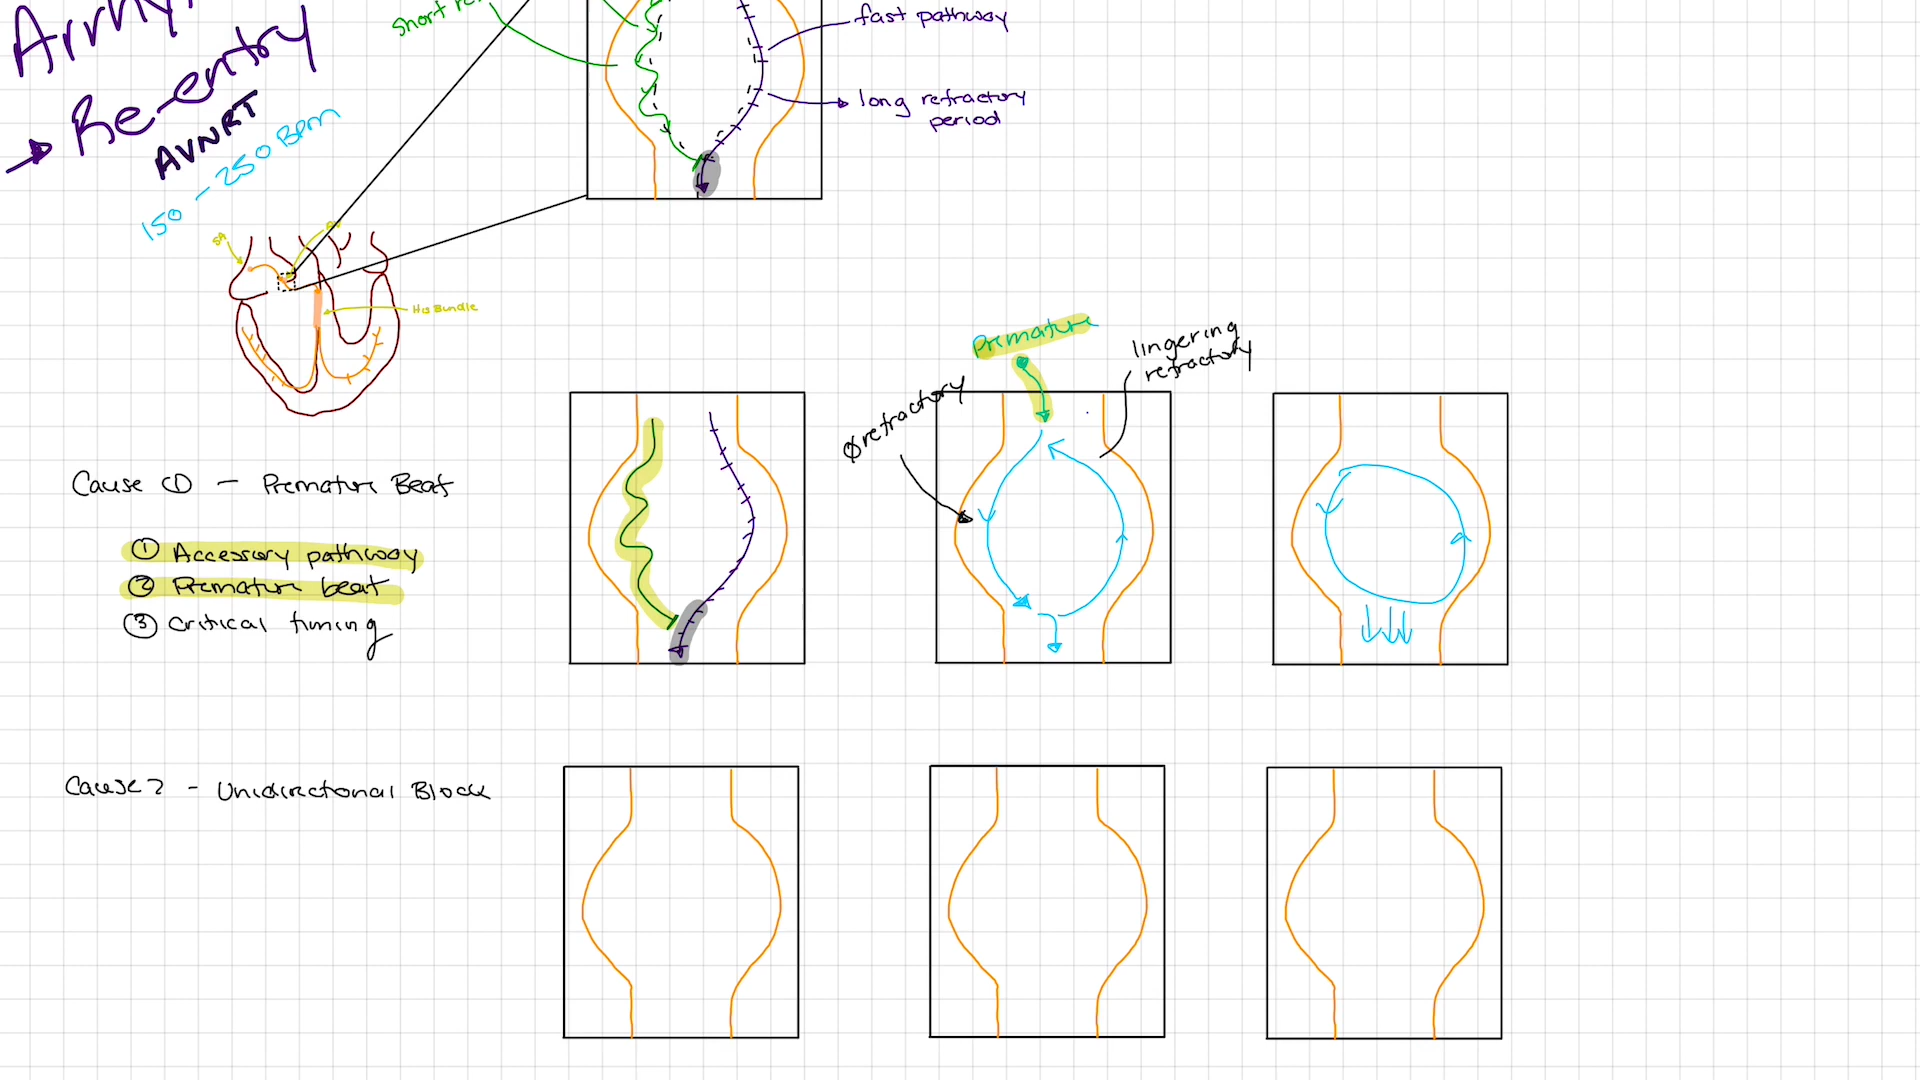 Re-entry
AVNRT
150 - 250 Bpm
fast pathway
long refractory
period
SA
His Bundle
Premature
lingering
refractory
Ø refractory
Cause ① - Premature Beat
① Accessory pathway
② Premature beat
③ Critical timing
Cause 2 - Unidirectional Block